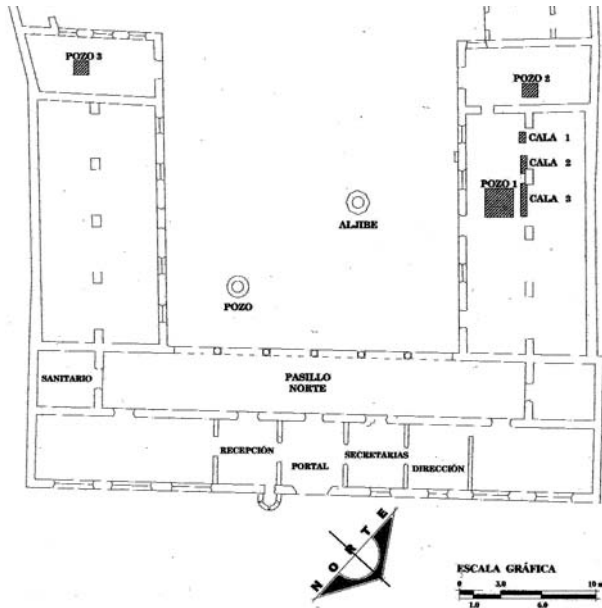 POZO 3
POZO 2
CALA 1
CALA 2
POZO 1
CALA 3
ALJIBE
POZO
SANITARIO
PASILLO
NORTE
RECEPCIÓN
SECRETARIAS
PORTAL
DIRECCIÓN
NORTE
ESCALA GRÁFICA
0 3.0 10 m
1.0 6.0